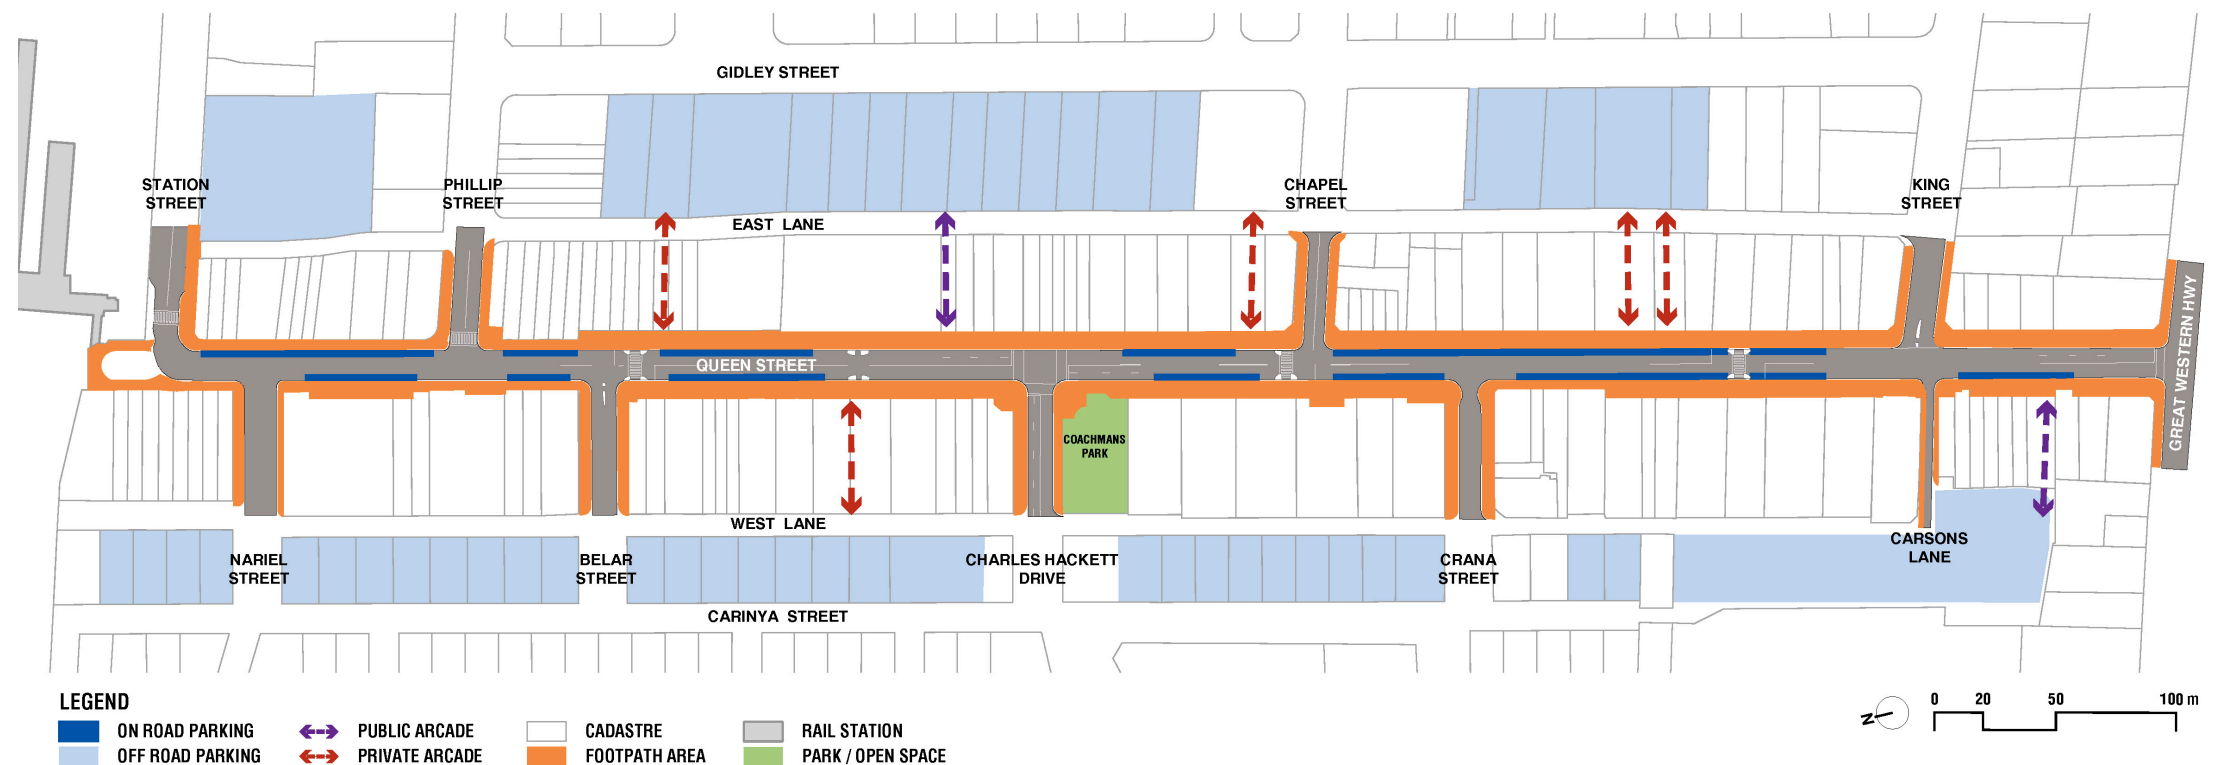 GIDLEY STREET
STATION
STREET
PHILLIP
STREET
CHAPEL
STREET
KING
STREET
EAST LANE
QUEEN STREET
GREAT WESTERN HWY
COACHMANS
PARK
WEST LANE
NARIEL
STREET
BELAR
STREET
CHARLES HACKETT
DRIVE
CRANA
STREET
CARSONS
LANE
CARINYA STREET
LEGEND
ON ROAD PARKING
OFF ROAD PARKING
PUBLIC ARCADE
PRIVATE ARCADE
CADASTRE
FOOTPATH AREA
RAIL STATION
PARK / OPEN SPACE
N
0 20 50 100 m